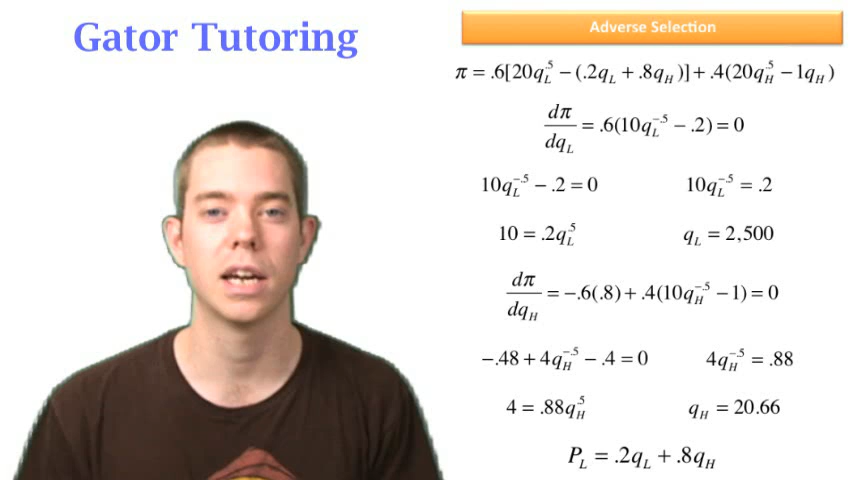 Gator Tutoring
Adverse Selection
π = .6[20q_L^.5 − (.2q_L + .8q_H)] + .4(20q_H^.5 − 1q_H)
dπ/dq_L = .6(10q_L^−.5 − .2) = 0
10q_L^−.5 − .2 = 0    10q_L^−.5 = .2
10 = .2q_L^.5    q_L = 2,500
dπ/dq_H = −.6(.8) + .4(10q_H^−.5 − 1) = 0
−.48 + 4q_H^−.5 − .4 = 0    4q_H^−.5 = .88
4 = .88q_H^.5    q_H = 20.66
P_L = .2q_L + .8q_H